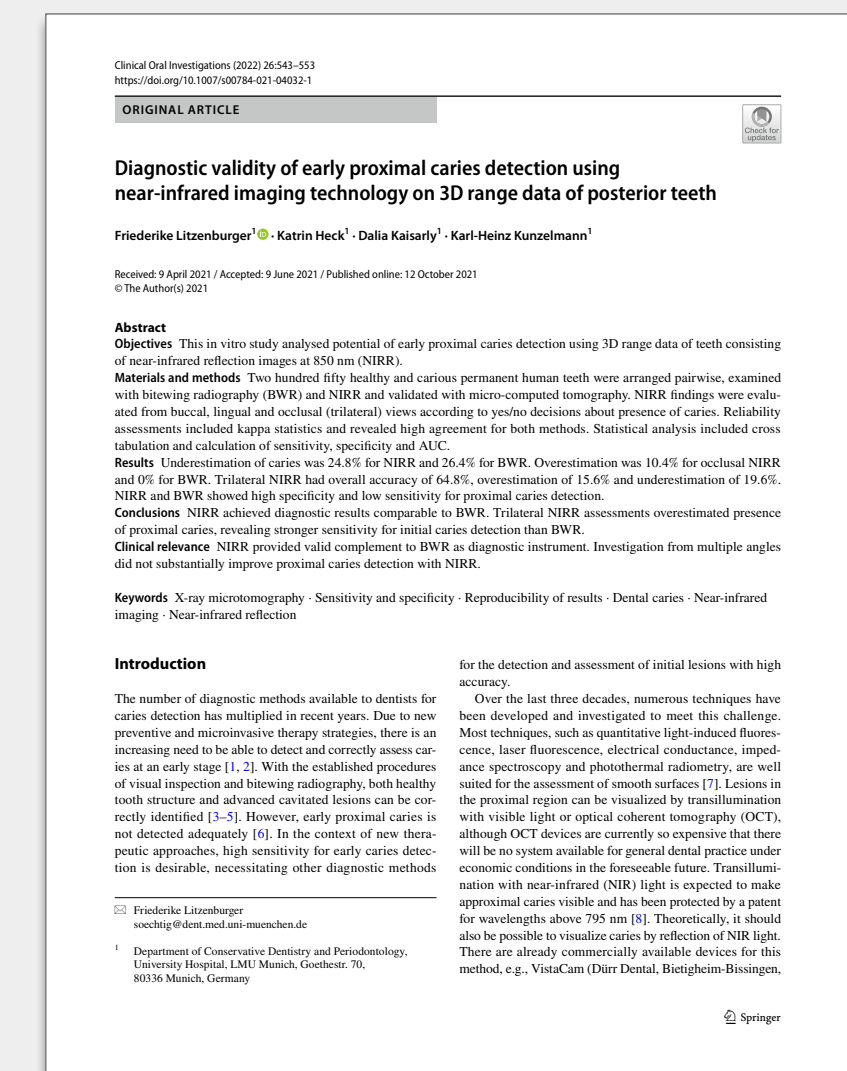 Clinical Oral Investigations (2022) 26:543–553
https://doi.org/10.1007/s00784-021-04032-1
ORIGINAL ARTICLE
Check for
updates
Diagnostic validity of early proximal caries detection using
near-infrared imaging technology on 3D range data of posterior teeth
Friederike Litzenburger¹ iD · Katrin Heck¹ · Dalia Kaisarly¹ · Karl-Heinz Kunzelmann¹
Received: 9 April 2021 / Accepted: 9 June 2021 / Published online: 12 October 2021
© The Author(s) 2021
Abstract
Objectives This in vitro study analysed potential of early proximal caries detection using 3D range data of teeth consisting
of near-infrared reflection images at 850 nm (NIRR).
Materials and methods Two hundred fifty healthy and carious permanent human teeth were arranged pairwise, examined
with bitewing radiography (BWR) and NIRR and validated with micro-computed tomography. NIRR findings were evalu-
ated from buccal, lingual and occlusal (trilateral) views according to yes/no decisions about presence of caries. Reliability
assessments included kappa statistics and revealed high agreement for both methods. Statistical analysis included cross
tabulation and calculation of sensitivity, specificity and AUC.
Results Underestimation of caries was 24.8% for NIRR and 26.4% for BWR. Overestimation was 10.4% for occlusal NIRR
and 0% for BWR. Trilateral NIRR had overall accuracy of 64.8%, overestimation of 15.6% and underestimation of 19.6%.
NIRR and BWR showed high specificity and low sensitivity for proximal caries detection.
Conclusions NIRR achieved diagnostic results comparable to BWR. Trilateral NIRR assessments overestimated presence
of proximal caries, revealing stronger sensitivity for initial caries detection than BWR.
Clinical relevance NIRR provided valid complement to BWR as diagnostic instrument. Investigation from multiple angles
did not substantially improve proximal caries detection with NIRR.
Keywords X-ray microtomography · Sensitivity and specificity · Reproducibility of results · Dental caries · Near-infrared
imaging · Near-infrared reflection
Introduction
The number of diagnostic methods available to dentists for
caries detection has multiplied in recent years. Due to new
preventive and microinvasive therapy strategies, there is an
increasing need to be able to detect and correctly assess car-
ies at an early stage [1, 2]. With the established procedures
of visual inspection and bitewing radiography, both healthy
tooth structure and advanced cavitated lesions can be cor-
rectly identified [3–5]. However, early proximal caries is
not detected adequately [6]. In the context of new thera-
peutic approaches, high sensitivity for early caries detec-
tion is desirable, necessitating other diagnostic methods
Friederike Litzenburger
soechtig@dent.med.uni-muenchen.de
1 Department of Conservative Dentistry and Periodontology,
University Hospital, LMU Munich, Goethestr. 70,
80336 Munich, Germany
for the detection and assessment of initial lesions with high
accuracy.
Over the last three decades, numerous techniques have
been developed and investigated to meet this challenge.
Most techniques, such as quantitative light-induced fluores-
cence, laser fluorescence, electrical conductance, imped-
ance spectroscopy and photothermal radiometry, are well
suited for the assessment of smooth surfaces [7]. Lesions in
the proximal region can be visualized by transillumination
with visible light or optical coherent tomography (OCT),
although OCT devices are currently so expensive that there
will be no system available for general dental practice under
economic conditions in the foreseeable future. Transillumi-
nation with near-infrared (NIR) light is expected to make
approximal caries visible and has been protected by a patent
for wavelengths above 795 nm [8]. Theoretically, it should
also be possible to visualize caries by reflection of NIR light.
There are already commercially available devices for this
method, e.g., VistaCam (Dürr Dental, Bietigheim-Bissingen,
Springer